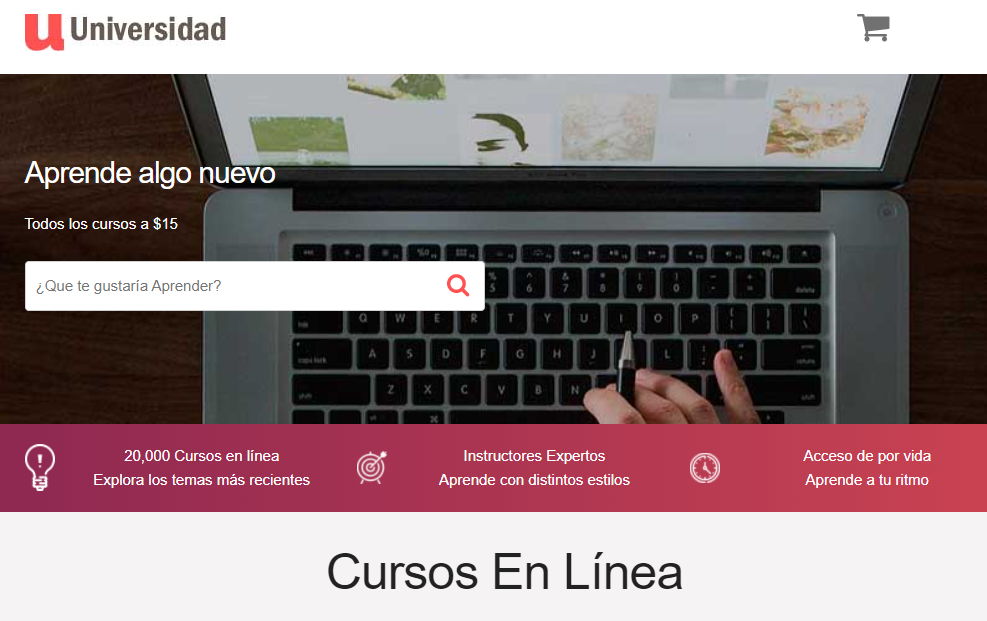 Universidad
Aprende algo nuevo
Todos los cursos a $15
¿Que te gustaría Aprender?
20,000 Cursos en línea
Explora los temas más recientes
Instructores Expertos
Aprende con distintos estilos
Acceso de por vida
Aprende a tu ritmo
Cursos En Línea